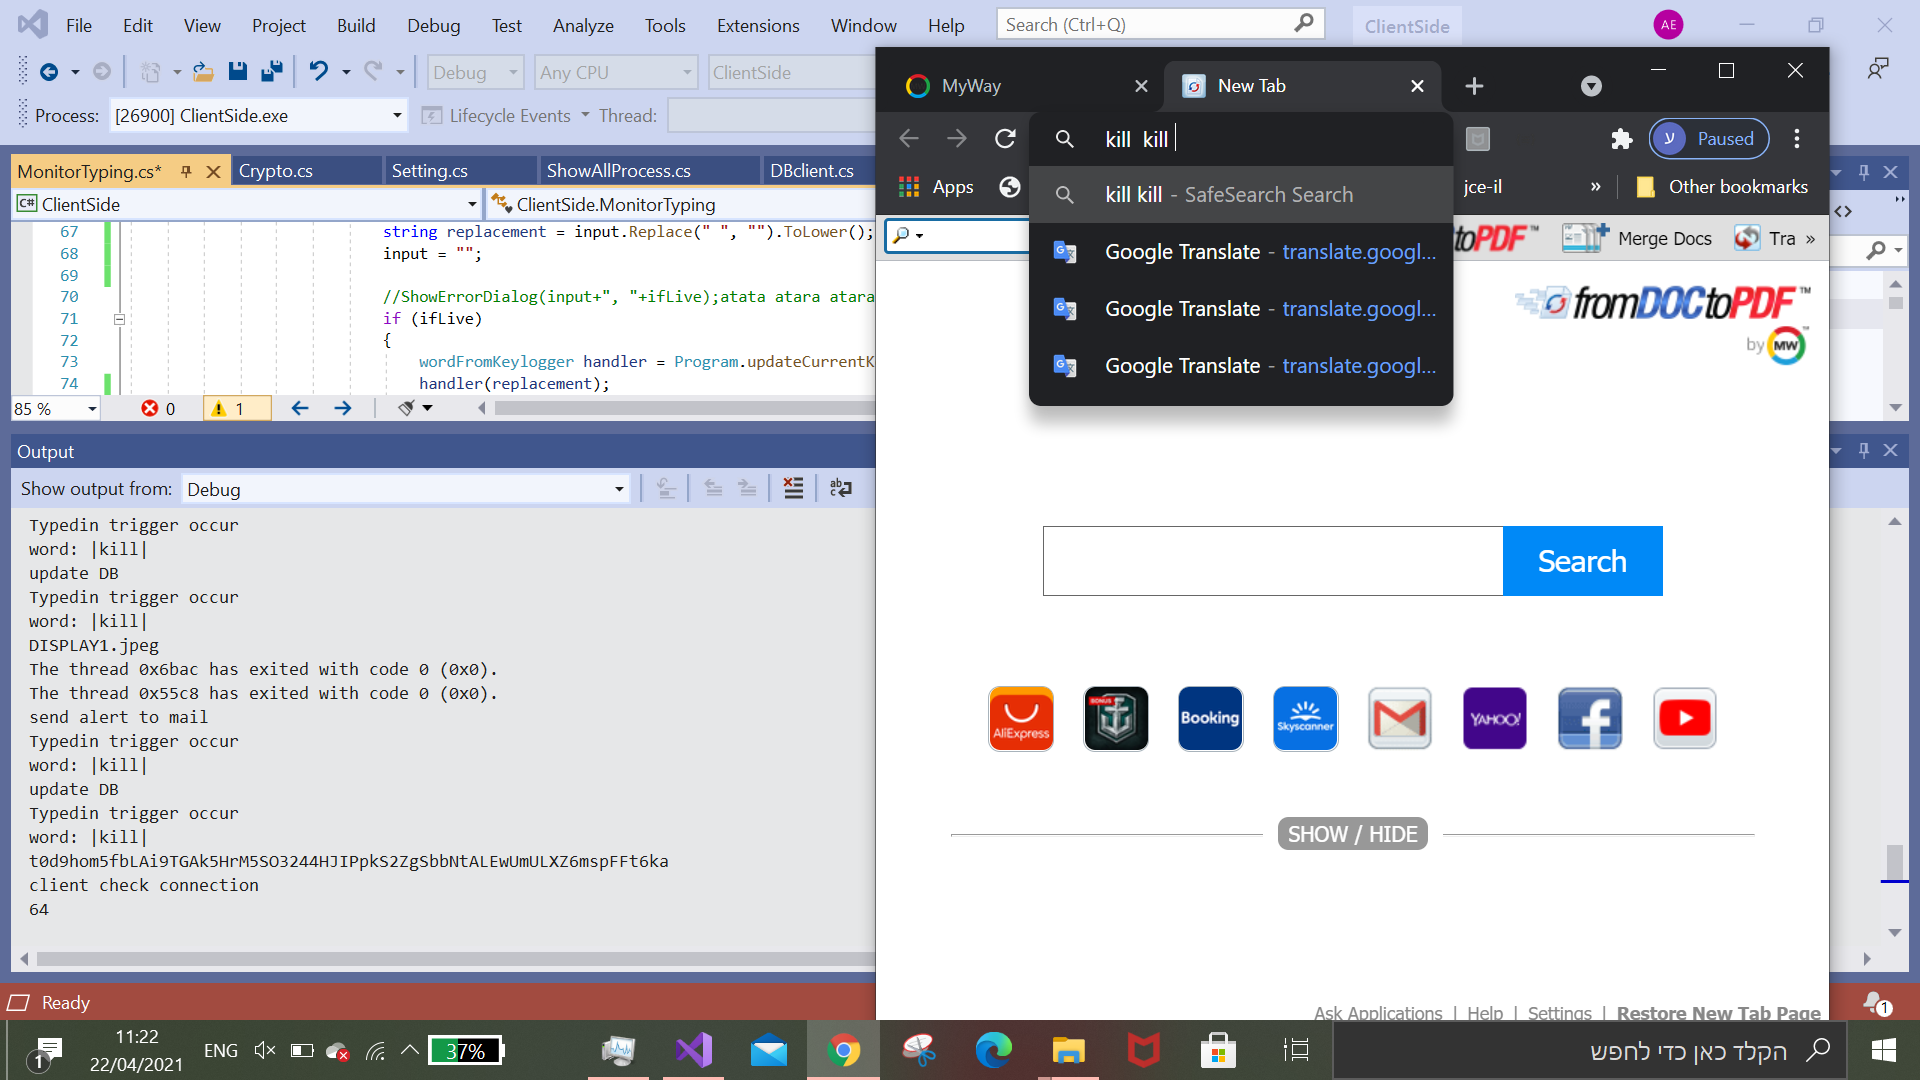 File Edit View Project Build Debug Test Analyze Tools Extensions Window Help Search (Ctrl+Q) ClientSide AE
Debug Any CPU ClientSide
Process: [26900] ClientSide.exe Lifecycle Events Thread:
MonitorTyping.cs* Crypto.cs Setting.cs ShowAllProcess.cs DBclient.cs
C# ClientSide ClientSide.MonitorTyping
67 string replacement = input.Replace(" ", "").ToLower();
68 input = "";
69
70 //ShowErrorDialog(input+", "+ifLive);atata atara atara
71 if (ifLive)
72 {
73 wordFromKeylogger handler = Program.updateCurrentK
74 handler(replacement);
85 % 0 1
Output
Show output from: Debug
Typedin trigger occur
word: |kill|
update DB
Typedin trigger occur
word: |kill|
DISPLAY1.jpeg
The thread 0x6bac has exited with code 0 (0x0).
The thread 0x55c8 has exited with code 0 (0x0).
send alert to mail
Typedin trigger occur
word: |kill|
update DB
Typedin trigger occur
word: |kill|
t0d9hom5fbLAi9TGAk5HrM5SO3244HJIPpkS2ZgSbbNtALEwUmULXZ6mspFFt6ka
client check connection
64
Ready
MyWay New Tab
kill  kill
ע Paused
Apps jce-il » Other bookmarks
kill kill - SafeSearch Search
Google Translate - translate.googl...
Google Translate - translate.googl...
Google Translate - translate.googl...
toPDF™ Merge Docs Tra »
fromDOCtoPDF™
by MW
Search
AliExpress BONUS Booking Skyscanner YAHOO!
SHOW / HIDE
Ask Applications | Help | Settings | Restore New Tab Page
1
11:22
22/04/2021
ENG
37%
הקלד כאן כדי לחפש
1